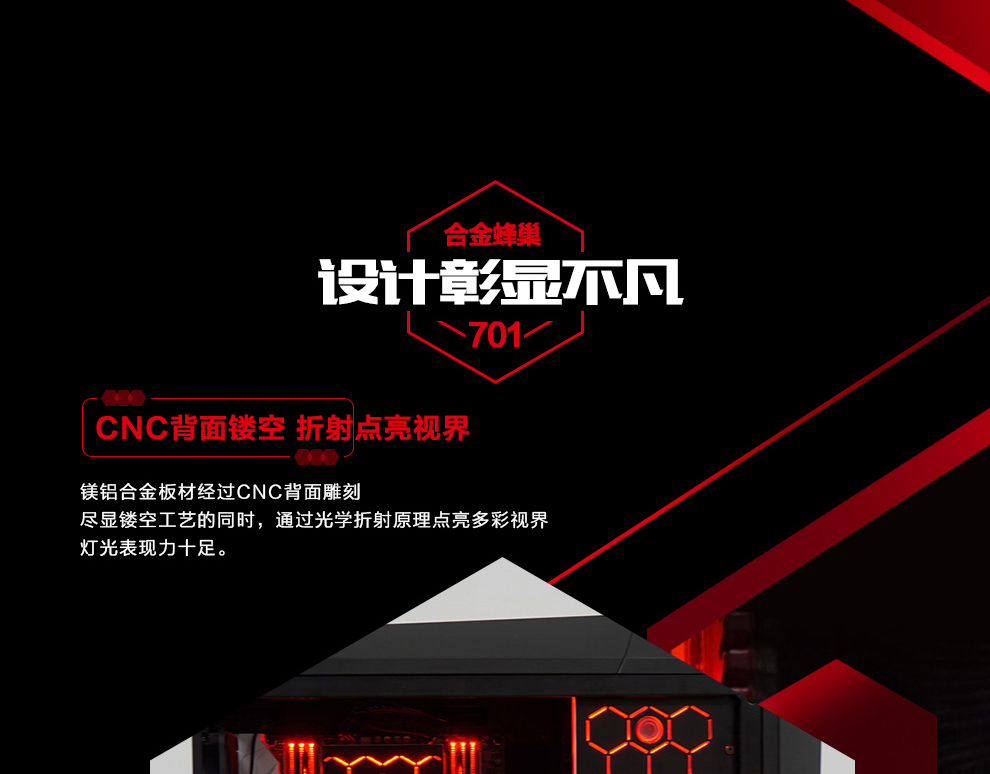 合金蜂巢
设计彰显不凡
701
CNC背面镂空 折射点亮视界
镁铝合金板材经过CNC背面雕刻
尽显镂空工艺的同时，通过光学折射原理点亮多彩视界
灯光表现力十足。